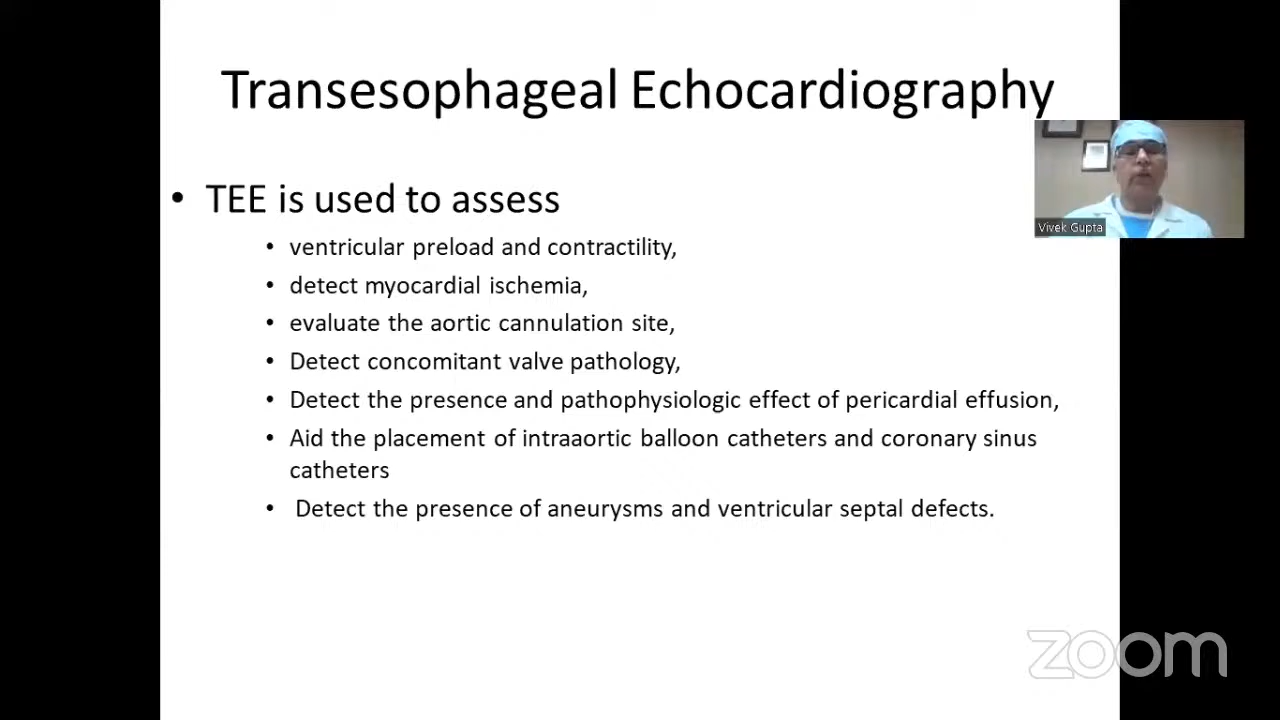 Transesophageal Echocardiography
• TEE is used to assess
• ventricular preload and contractility,
• detect myocardial ischemia,
• evaluate the aortic cannulation site,
• Detect concomitant valve pathology,
• Detect the presence and pathophysiologic effect of pericardial effusion,
• Aid the placement of intraaortic balloon catheters and coronary sinus
catheters
• Detect the presence of aneurysms and ventricular septal defects.
Vivek Gupta
zoom